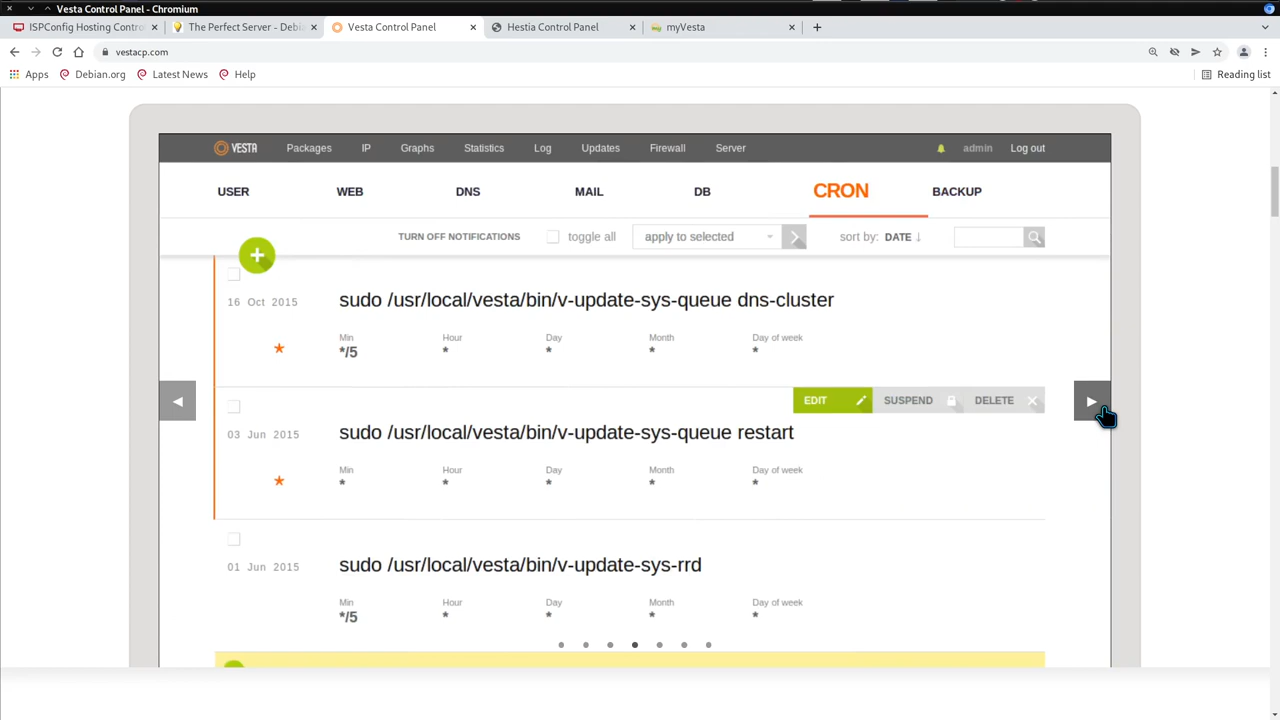 Vesta Control Panel - Chromium
ISPConfig Hosting Contro
The Perfect Server - Debi
Vesta Control Panel
Hestia Control Panel
myVesta
vestacp.com
Apps
Debian.org
Latest News
Help
Reading list
VESTA
Packages
IP
Graphs
Statistics
Log
Updates
Firewall
Server
admin
Log out
USER
WEB
DNS
MAIL
DB
CRON
BACKUP
TURN OFF NOTIFICATIONS
toggle all
apply to selected
sort by: DATE ↓
16 Oct 2015
sudo /usr/local/vesta/bin/v-update-sys-queue dns-cluster
Min Hour Day Month Day of week
*/5 * * * *
EDIT
SUSPEND
DELETE
03 Jun 2015
sudo /usr/local/vesta/bin/v-update-sys-queue restart
Min Hour Day Month Day of week
* * * * *
01 Jun 2015
sudo /usr/local/vesta/bin/v-update-sys-rrd
Min Hour Day Month Day of week
*/5 * * * *